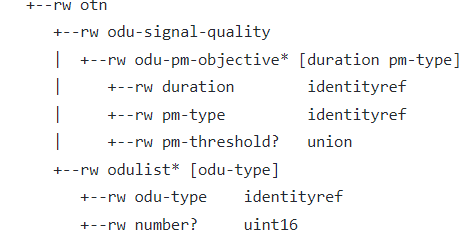 +--rw otn
   +--rw odu-signal-quality
   |  +--rw odu-pm-objective* [duration pm-type]
   |     +--rw duration        identityref
   |     +--rw pm-type         identityref
   |     +--rw pm-threshold?   union
   +--rw odulist* [odu-type]
      +--rw odu-type    identityref
      +--rw number?     uint16